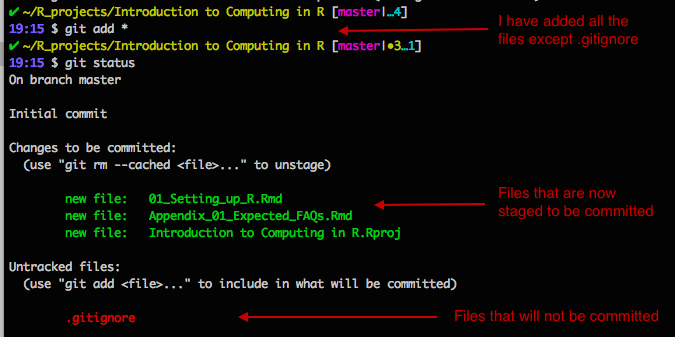 ✔ ~/R_projects/Introduction to Computing in R [master|…4]
19:15 $ git add *
✔ ~/R_projects/Introduction to Computing in R [master|●3…1]
19:15 $ git status
On branch master
Initial commit
Changes to be committed:
(use "git rm --cached <file>..." to unstage)
new file: 01_Setting_up_R.Rmd
new file: Appendix_01_Expected_FAQs.Rmd
new file: Introduction to Computing in R.Rproj
Untracked files:
(use "git add <file>..." to include in what will be committed)
.gitignore
I have added all the
files except .gitignore
Files that are now
staged to be committed
Files that will not be committed